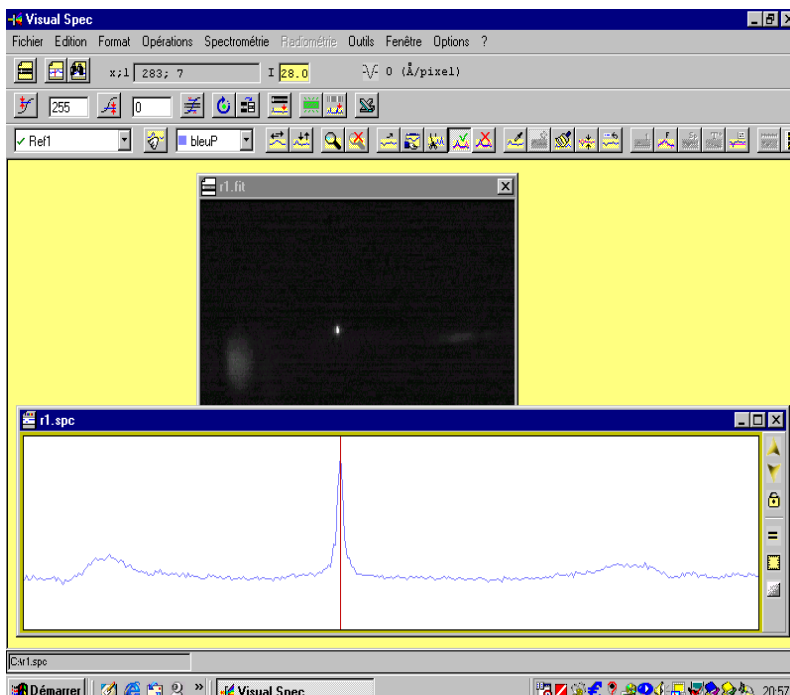 Visual Spec
Fichier Edition Format Opérations Spectrométrie Radiométrie Outils Fenêtre Options ?
x;1 283; 7 I 28.0 0 (Å/pixel)
255 0
Ref1 bleuP
r1.fit
r1.spc
C:\r1.spc
Démarrer » Visual Spec 20:57